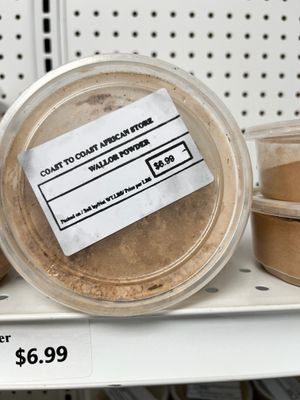 COAST TO COAST AFRICAN STORE
WALLOR POWDER
$6.99
er
$6.99